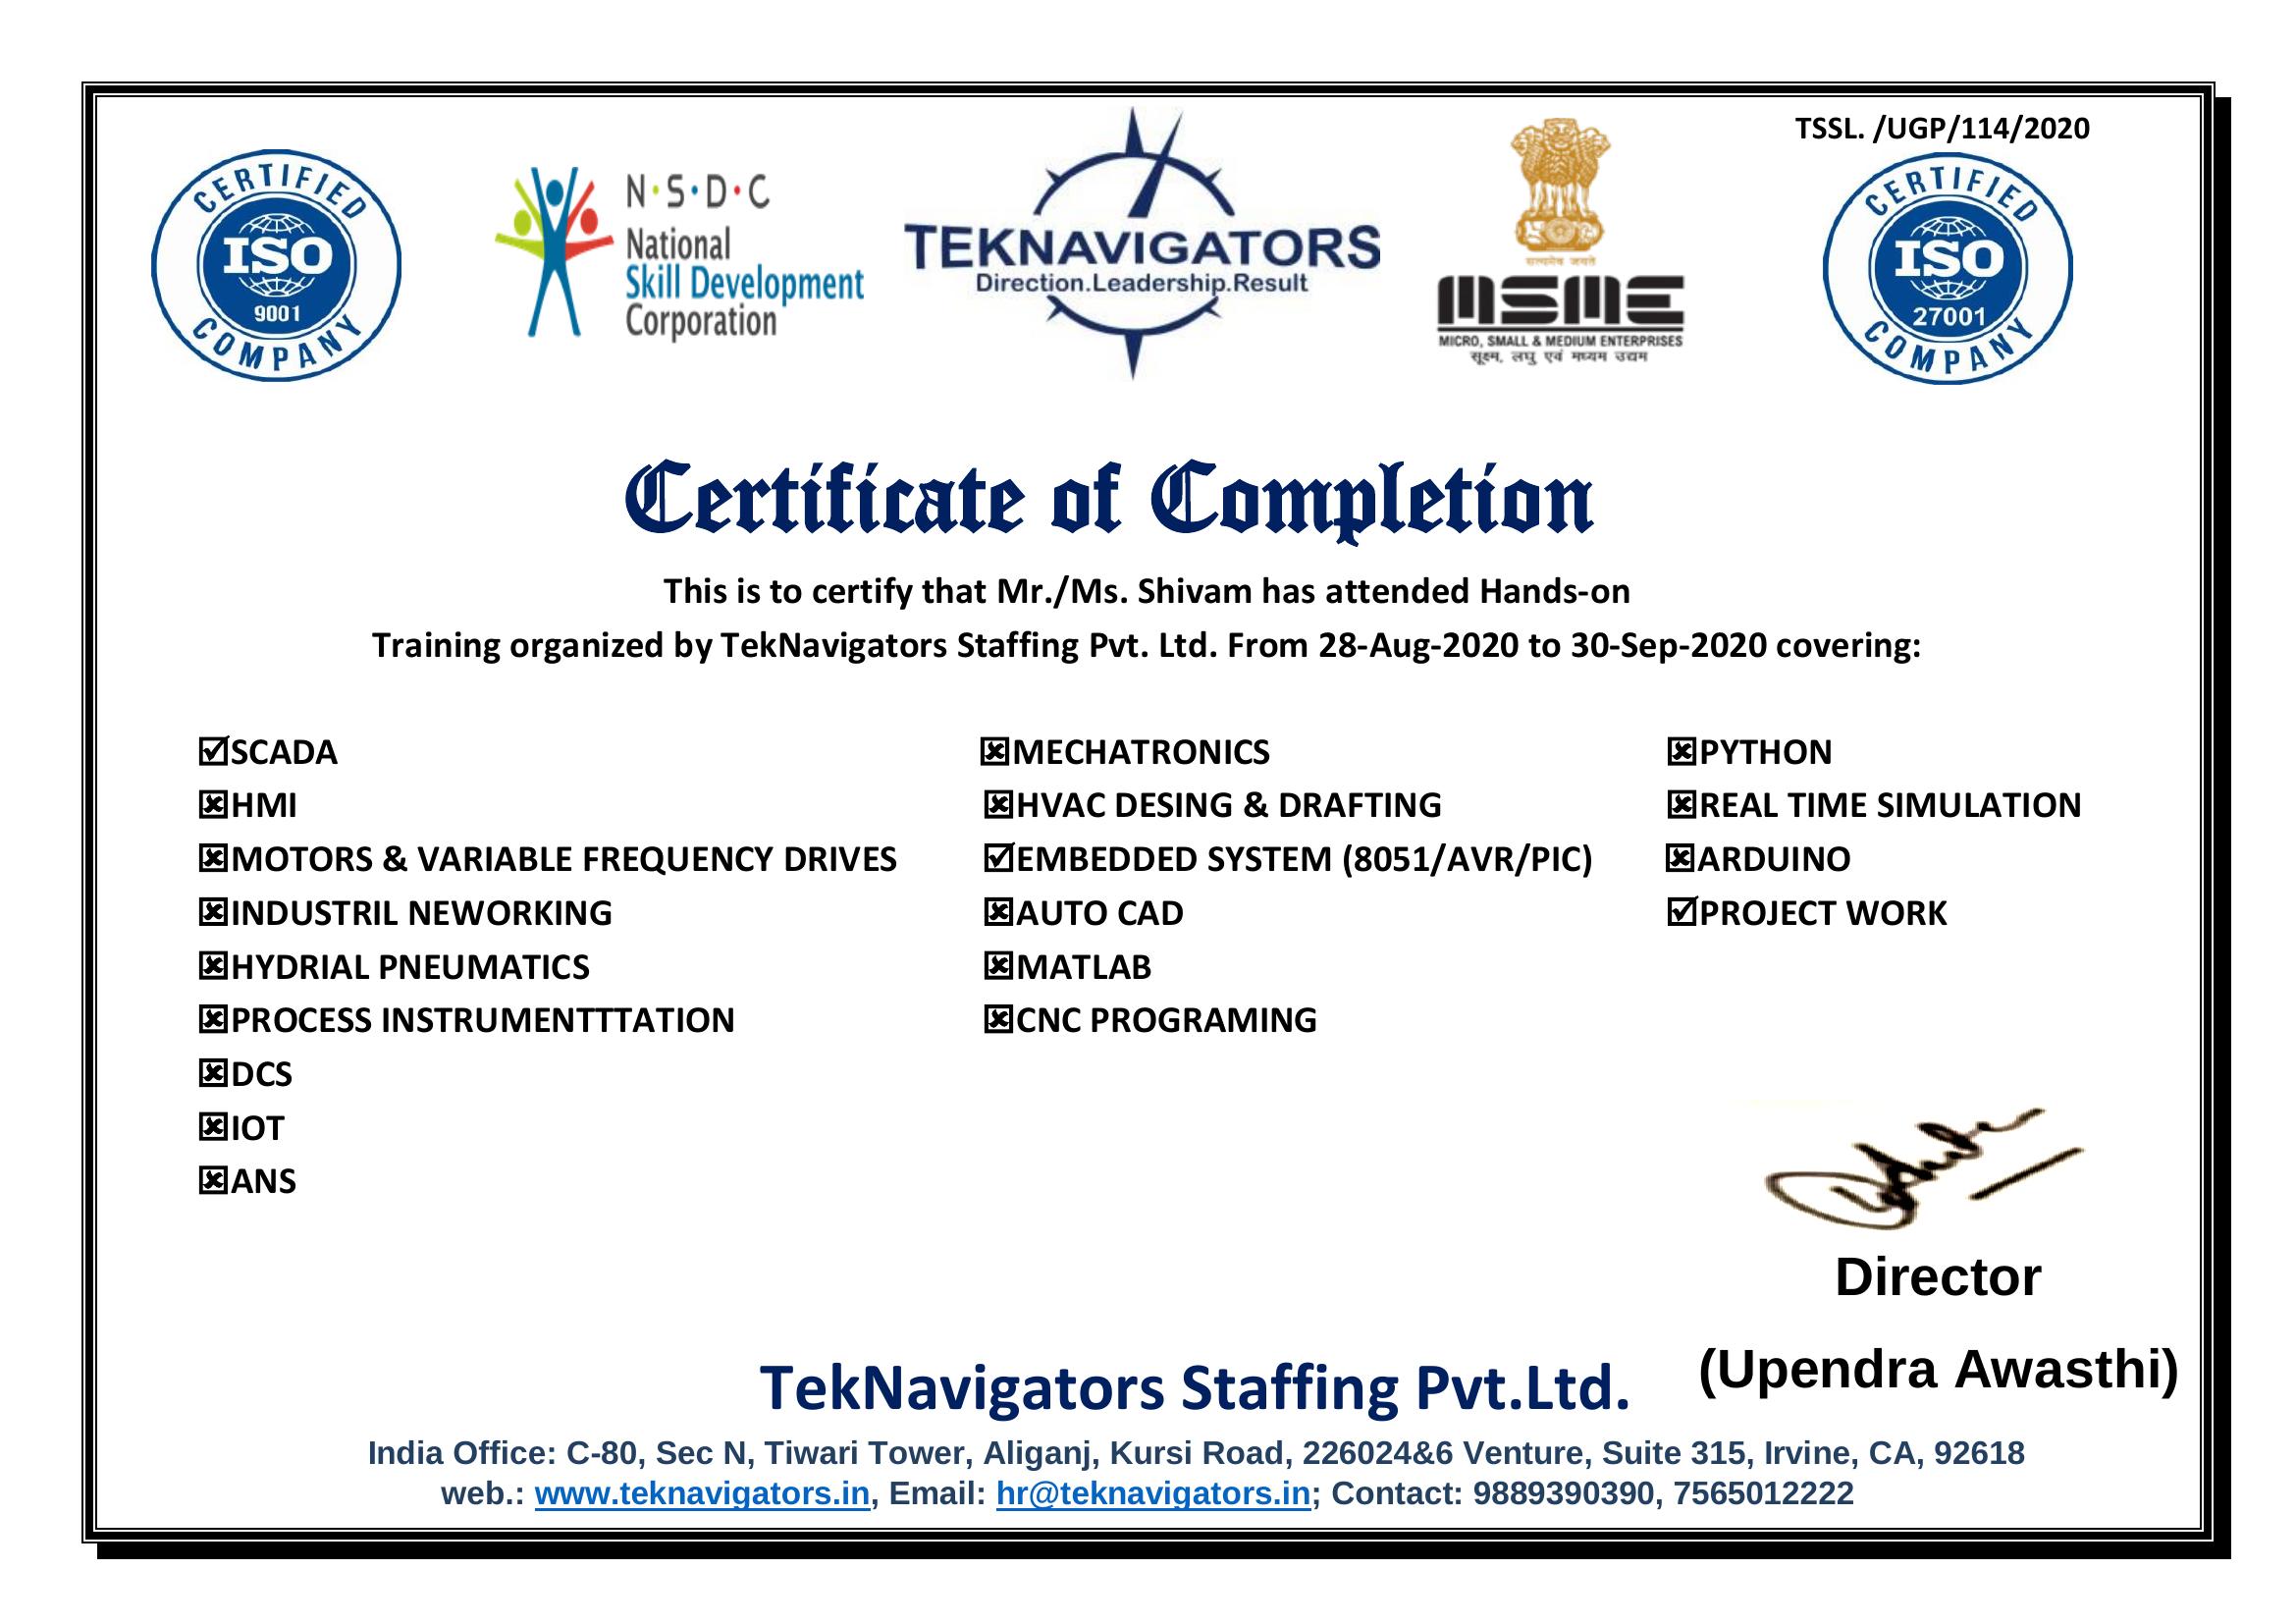 TSSL. /UGP/114/2020
CERTIFIED
ISO
9001
COMPANY
N·S·D·C
National
Skill Development
Corporation
TEKNAVIGATORS
Direction.Leadership.Result
सत्यमेव जयते
MSME
MICRO, SMALL & MEDIUM ENTERPRISES
सूक्ष्म, लघु एवं मध्यम उद्यम
CERTIFIED
ISO
27001
COMPANY
Certificate of Completion
This is to certify that Mr./Ms. Shivam has attended Hands-on
Training organized by TekNavigators Staffing Pvt. Ltd. From 28-Aug-2020 to 30-Sep-2020 covering:
☑SCADA
☒HMI
☒MOTORS & VARIABLE FREQUENCY DRIVES
☒INDUSTRIL NEWORKING
☒HYDRIAL PNEUMATICS
☒PROCESS INSTRUMENTTTATION
☒DCS
☒IOT
☒ANS
☒MECHATRONICS
☒HVAC DESING & DRAFTING
☑EMBEDDED SYSTEM (8051/AVR/PIC)
☒AUTO CAD
☒MATLAB
☒CNC PROGRAMING
☒PYTHON
☒REAL TIME SIMULATION
☒ARDUINO
☑PROJECT WORK
Director
(Upendra Awasthi)
TekNavigators Staffing Pvt.Ltd.
India Office: C-80, Sec N, Tiwari Tower, Aliganj, Kursi Road, 226024&6 Venture, Suite 315, Irvine, CA, 92618
web.: www.teknavigators.in, Email: hr@teknavigators.in; Contact: 9889390390, 7565012222